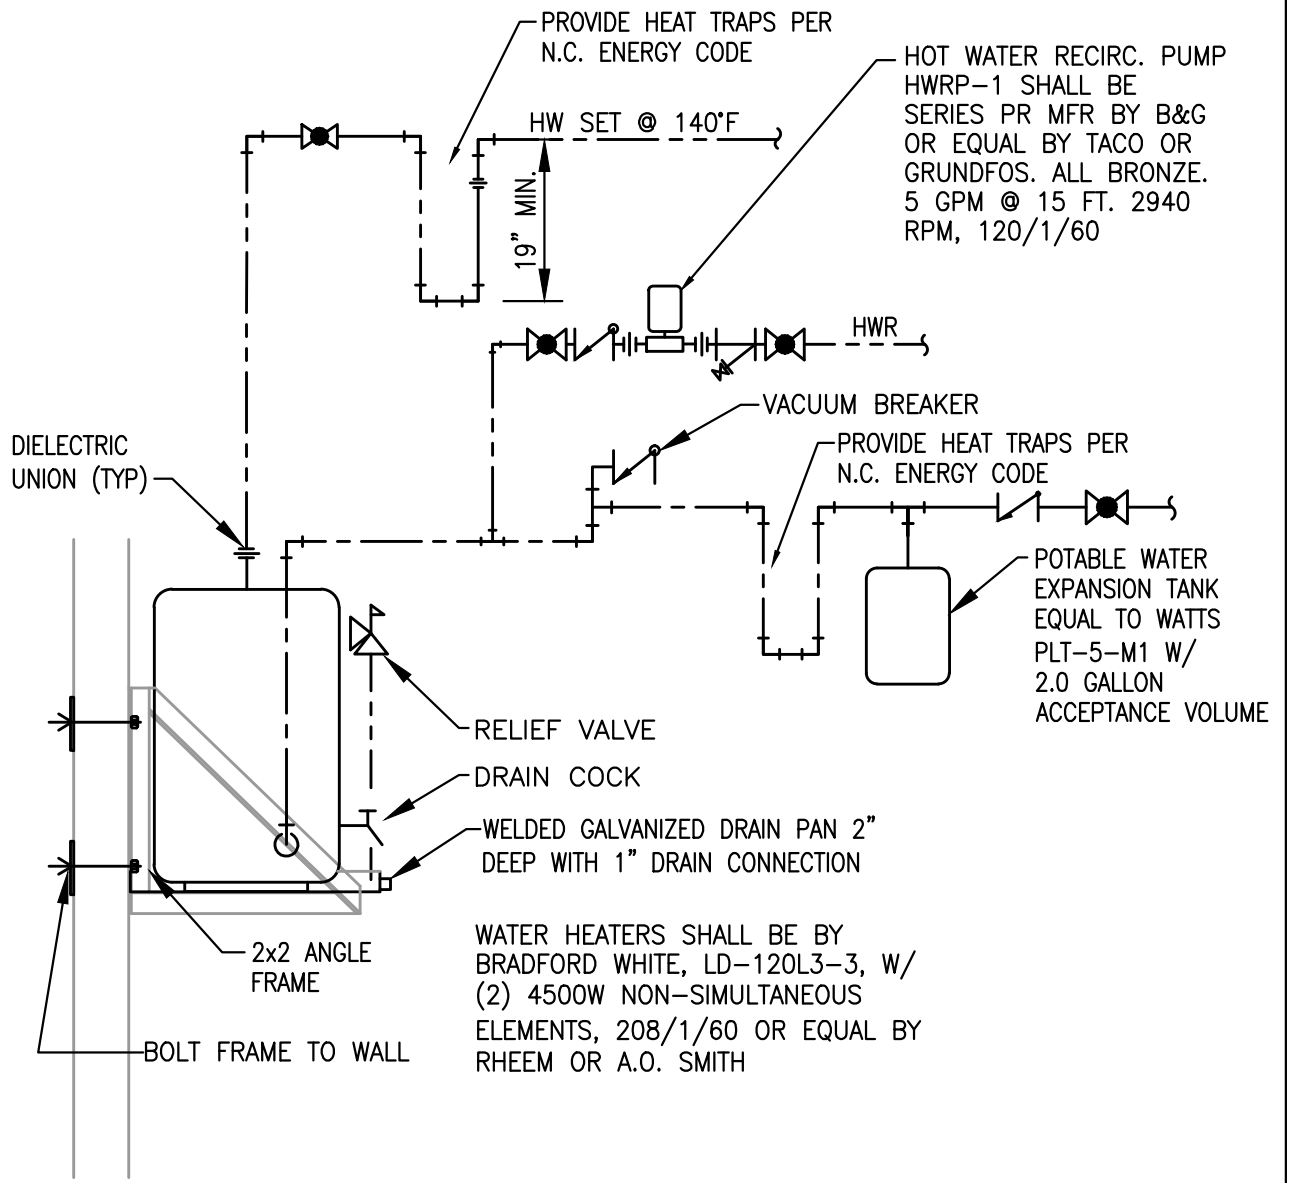 PROVIDE HEAT TRAPS PER
N.C. ENERGY CODE
HOT WATER RECIRC. PUMP
HWRP-1 SHALL BE
SERIES PR MFR BY B&G
OR EQUAL BY TACO OR
GRUNDFOS. ALL BRONZE.
5 GPM @ 15 FT. 2940
RPM, 120/1/60
HW SET @ 140°F
19" MIN.
HWR
VACUUM BREAKER
DIELECTRIC
UNION (TYP)
PROVIDE HEAT TRAPS PER
N.C. ENERGY CODE
POTABLE WATER
EXPANSION TANK
EQUAL TO WATTS
PLT-5-M1 W/
2.0 GALLON
ACCEPTANCE VOLUME
RELIEF VALVE
DRAIN COCK
WELDED GALVANIZED DRAIN PAN 2"
DEEP WITH 1" DRAIN CONNECTION
2x2 ANGLE
FRAME
BOLT FRAME TO WALL
WATER HEATERS SHALL BE BY
BRADFORD WHITE, LD-120L3-3, W/
(2) 4500W NON-SIMULTANEOUS
ELEMENTS, 208/1/60 OR EQUAL BY
RHEEM OR A.O. SMITH